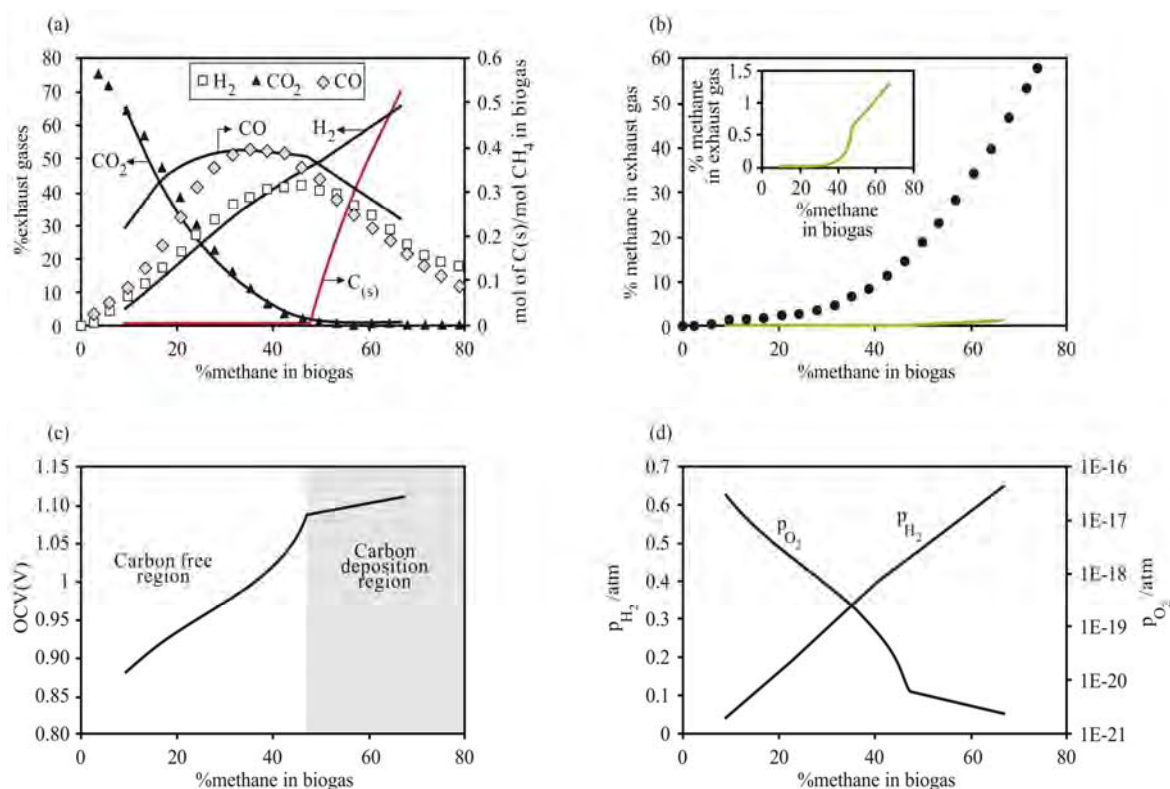 (a)
80
70
60
50
40
30
20
10
0
%exhaust gases
0.6
0.5
0.4
0.3
0.2
0.1
0
mol of C(s)/mol CH4 in biogas
H2 CO2 CO
CO
H2
CO2
C(s)
0 20 40 60 80
%methane in biogas
(b)
60
50
40
30
20
10
0
% methane in exhaust gas
1.5
1
0.5
0
% methane
in exhaust gas
0 20 40 60 80
%methane
in biogas
0 20 40 60 80
%methane in biogas
(c)
1.15
1.10
1.05
1
0.95
0.90
0.85
0.80
OCV(V)
Carbon free
region
Carbon
deposition
region
0 20 40 60 80
%methane in biogas
(d)
0.7
0.6
0.5
0.4
0.3
0.2
0.1
0
pH2/atm
pO2
pH2
1E-16
1E-17
1E-18
1E-19
1E-20
1E-21
pO2/atm
0 20 40 60 80
%methane in biogas